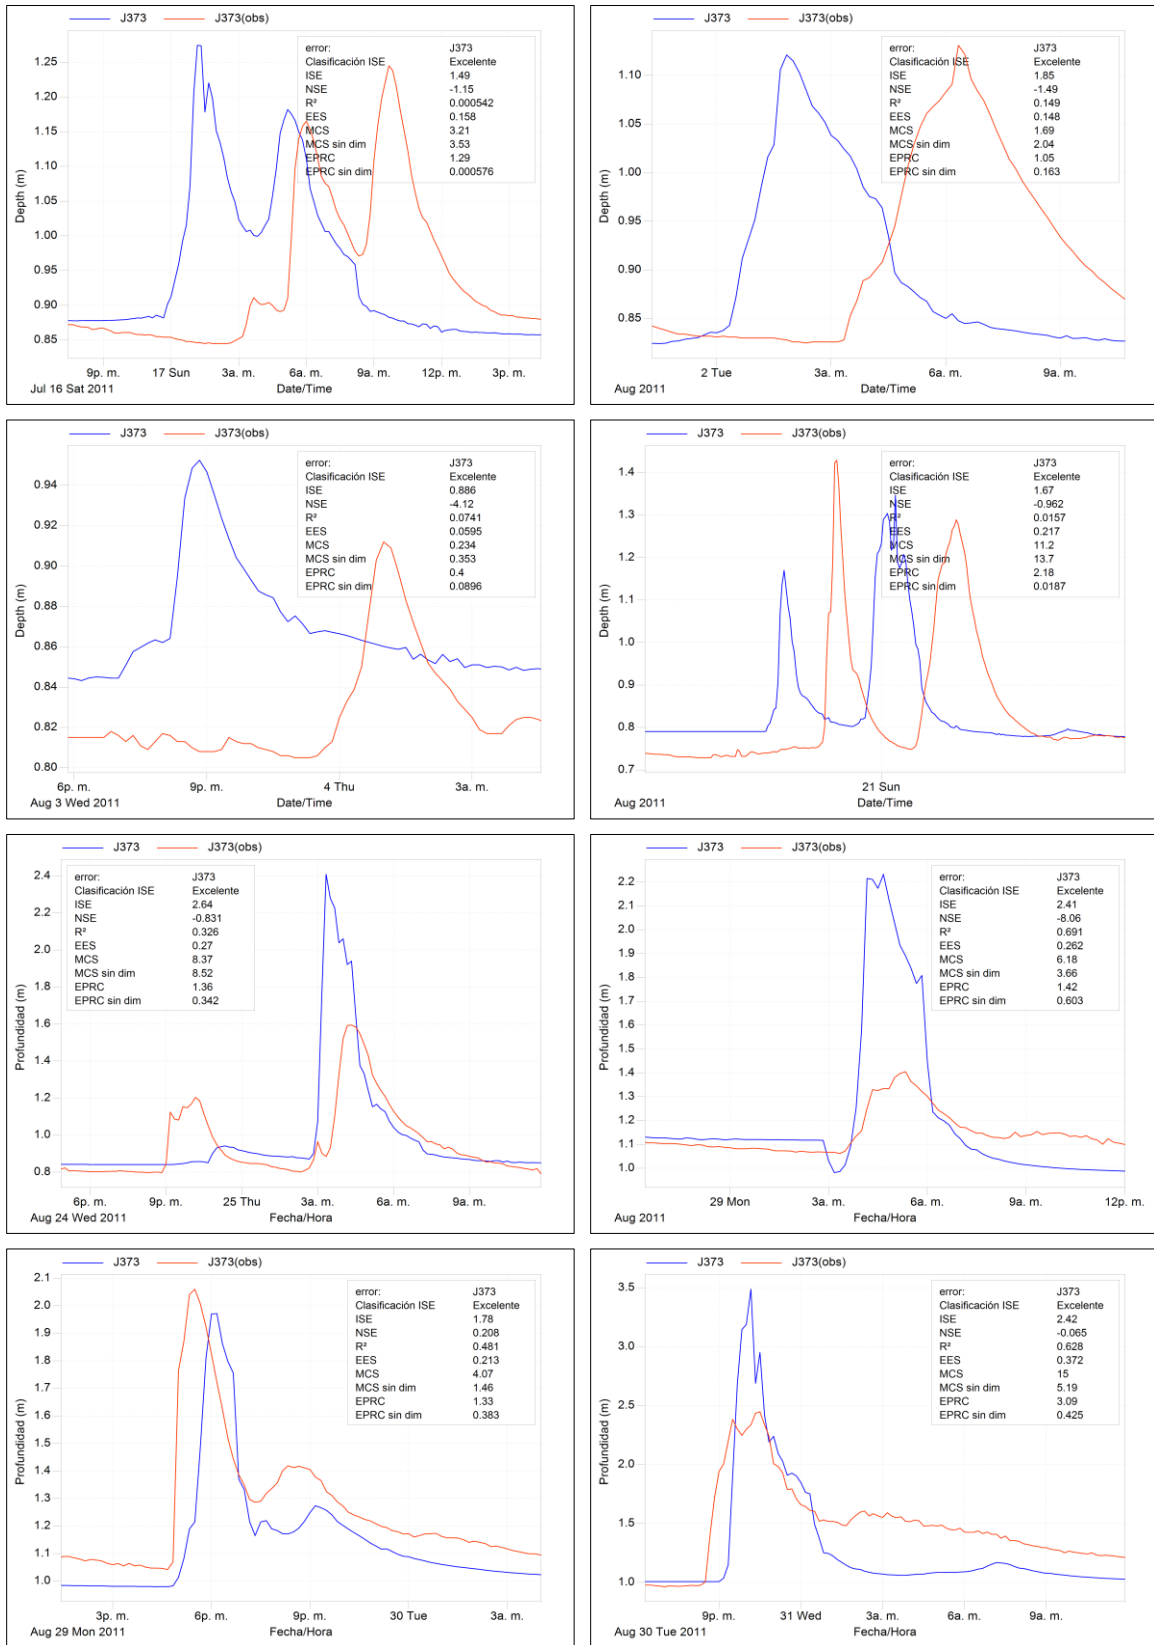 J373 J373(obs)
error: J373
Clasificación ISE Excelente
ISE 1.49
NSE -1.15
R² 0.000542
EES 0.158
MCS 3.21
MCS sin dim 3.53
EPRC 1.29
EPRC sin dim 0.000576
1.25
1.20
1.15
1.10
1.05
1.00
0.95
0.90
0.85
Depth (m)
9p. m. 17 Sun 3a. m. 6a. m. 9a. m. 12p. m. 3p. m.
Jul 16 Sat 2011 Date/Time
J373 J373(obs)
error: J373
Clasificación ISE Excelente
ISE 1.85
NSE -1.49
R² 0.149
EES 0.148
MCS 1.69
MCS sin dim 2.04
EPRC 1.05
EPRC sin dim 0.163
1.10
1.05
1.00
0.95
0.90
0.85
Depth (m)
2 Tue 3a. m. 6a. m. 9a. m.
Aug 2011 Date/Time
J373 J373(obs)
error: J373
Clasificación ISE Excelente
ISE 0.886
NSE -4.12
R² 0.0741
EES 0.0595
MCS 0.234
MCS sin dim 0.353
EPRC 0.4
EPRC sin dim 0.0896
0.94
0.92
0.90
0.88
0.86
0.84
0.82
0.80
Depth (m)
6p. m. 9p. m. 4 Thu 3a. m.
Aug 3 Wed 2011 Date/Time
J373 J373(obs)
error: J373
Clasificación ISE Excelente
ISE 1.67
NSE -0.962
R² 0.0157
EES 0.217
MCS 11.2
MCS sin dim 13.7
EPRC 2.18
EPRC sin dim 0.0187
1.4
1.3
1.2
1.1
1.0
0.9
0.8
0.7
Depth (m)
21 Sun
Aug 2011 Date/Time
J373 J373(obs)
error: J373
Clasificación ISE Excelente
ISE 2.64
NSE -0.831
R² 0.326
EES 0.27
MCS 8.37
MCS sin dim 8.52
EPRC 1.36
EPRC sin dim 0.342
2.4
2.2
2.0
1.8
1.6
1.4
1.2
1.0
0.8
Profundidad (m)
6p. m. 9p. m. 25 Thu 3a. m. 6a. m. 9a. m.
Aug 24 Wed 2011 Fecha/Hora
J373 J373(obs)
error: J373
Clasificación ISE Excelente
ISE 2.41
NSE -8.06
R² 0.691
EES 0.262
MCS 6.18
MCS sin dim 3.66
EPRC 1.42
EPRC sin dim 0.603
2.2
2.1
2.0
1.8
1.7
1.6
1.5
1.4
1.3
1.1
1.0
Profundidad (m)
29 Mon 3a. m. 6a. m. 9a. m. 12p. m.
Aug 2011 Fecha/Hora
J373 J373(obs)
error: J373
Clasificación ISE Excelente
ISE 1.78
NSE 0.208
R² 0.481
EES 0.213
MCS 4.07
MCS sin dim 1.46
EPRC 1.33
EPRC sin dim 0.383
2.1
2.0
1.9
1.8
1.7
1.6
1.5
1.4
1.3
1.2
1.1
1.0
Profundidad (m)
3p. m. 6p. m. 9p. m. 30 Tue 3a. m.
Aug 29 Mon 2011 Fecha/Hora
J373 J373(obs)
error: J373
Clasificación ISE Excelente
ISE 2.42
NSE -0.065
R² 0.628
EES 0.372
MCS 15
MCS sin dim 5.19
EPRC 3.09
EPRC sin dim 0.425
3.5
3.0
2.5
2.0
1.5
1.0
Profundidad (m)
9p. m. 31 Wed 3a. m. 6a. m. 9a. m.
Aug 30 Tue 2011 Fecha/Hora